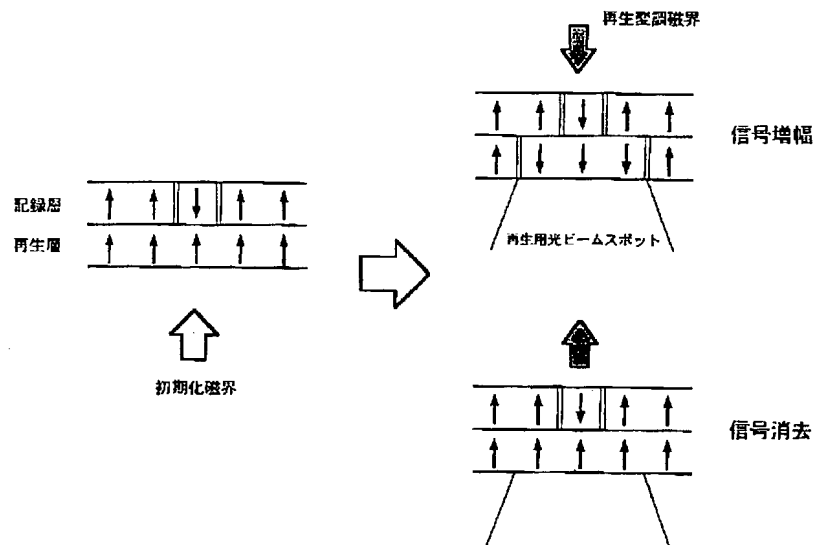 記録層
再生層
初期化磁界
再生変調磁界
信号増幅
再生用光ビームスポット
信号消去